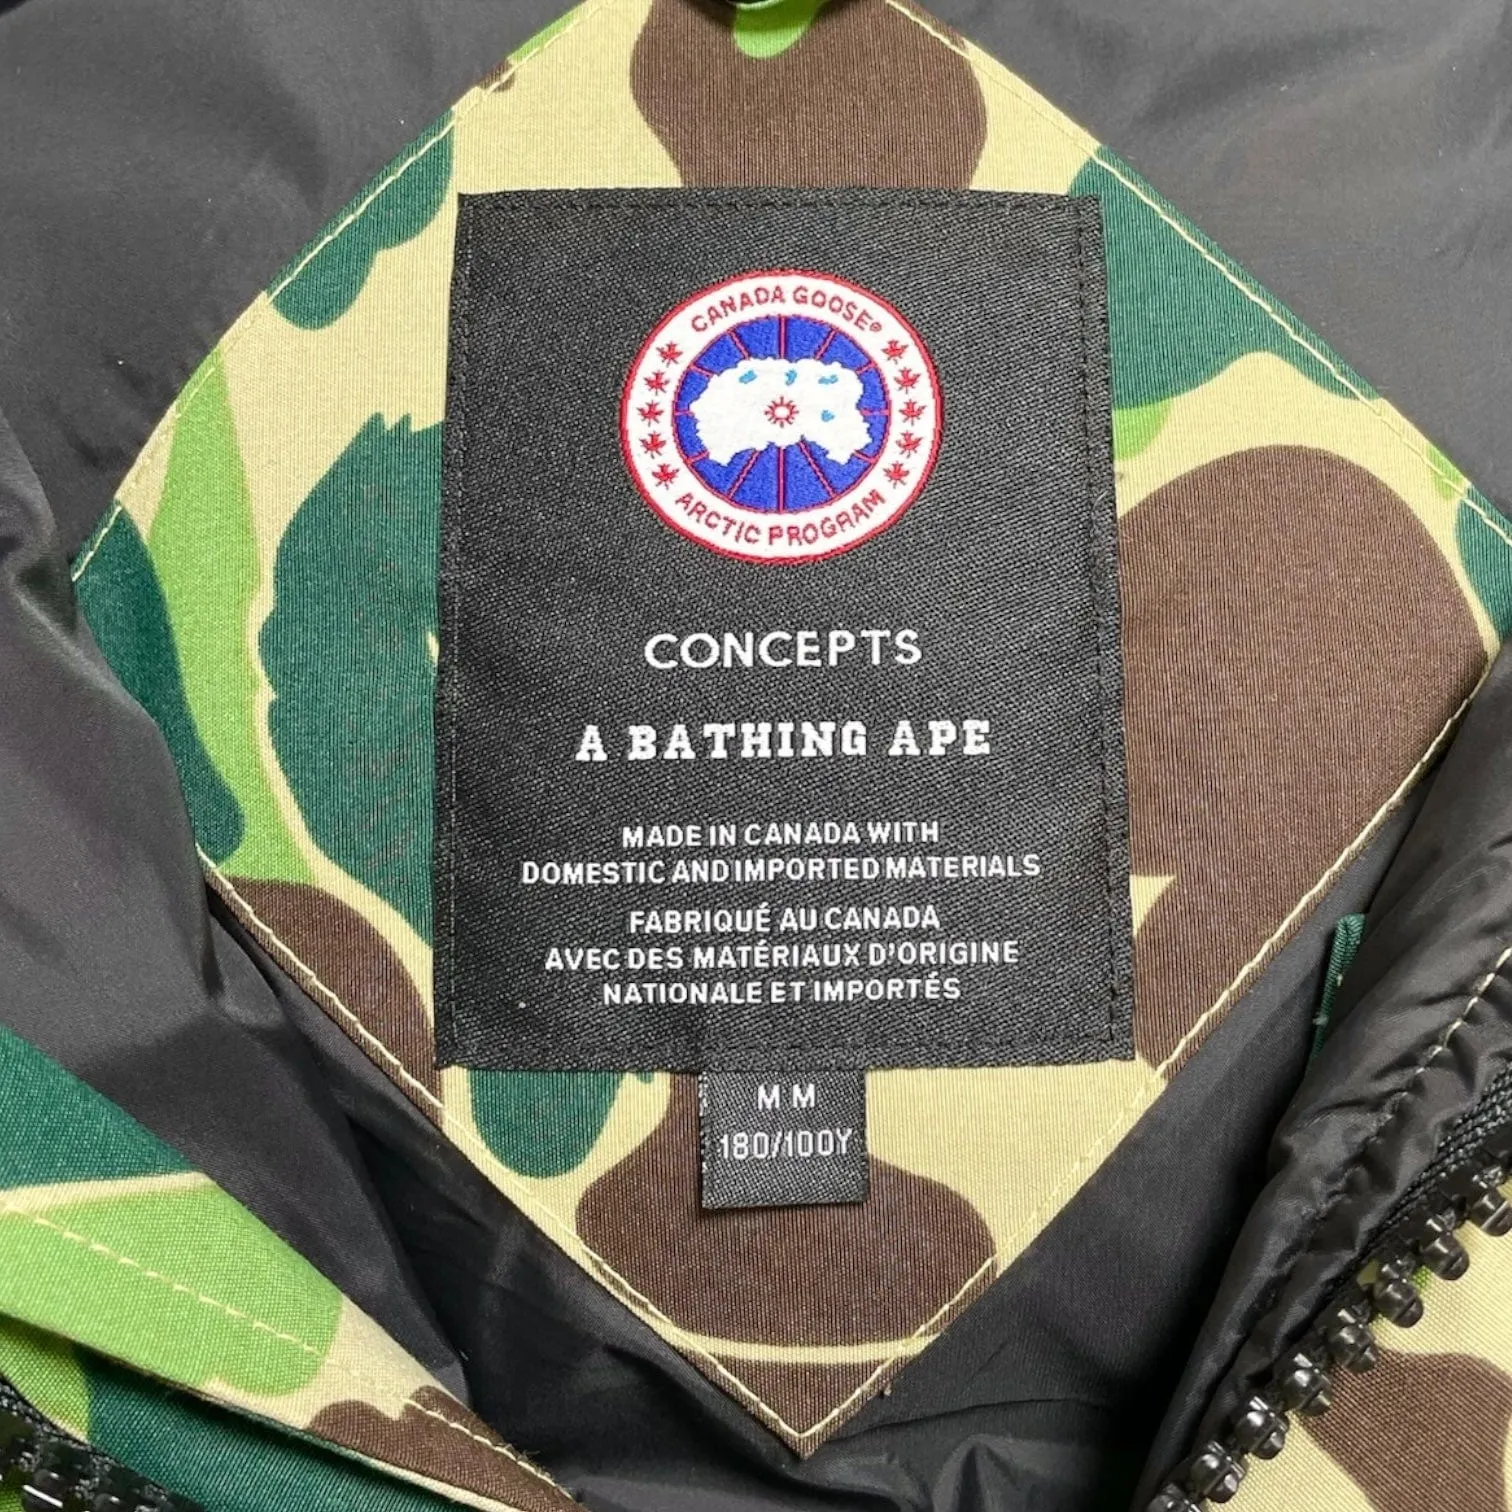 CANADA GOOSE®
ARCTIC PROGRAM
CONCEPTS
A BATHING APE
MADE IN CANADA WITH
DOMESTIC AND IMPORTED MATERIALS
FABRIQUÉ AU CANADA
AVEC DES MATÉRIAUX D'ORIGINE
NATIONALE ET IMPORTÉS
M M
180/100Y